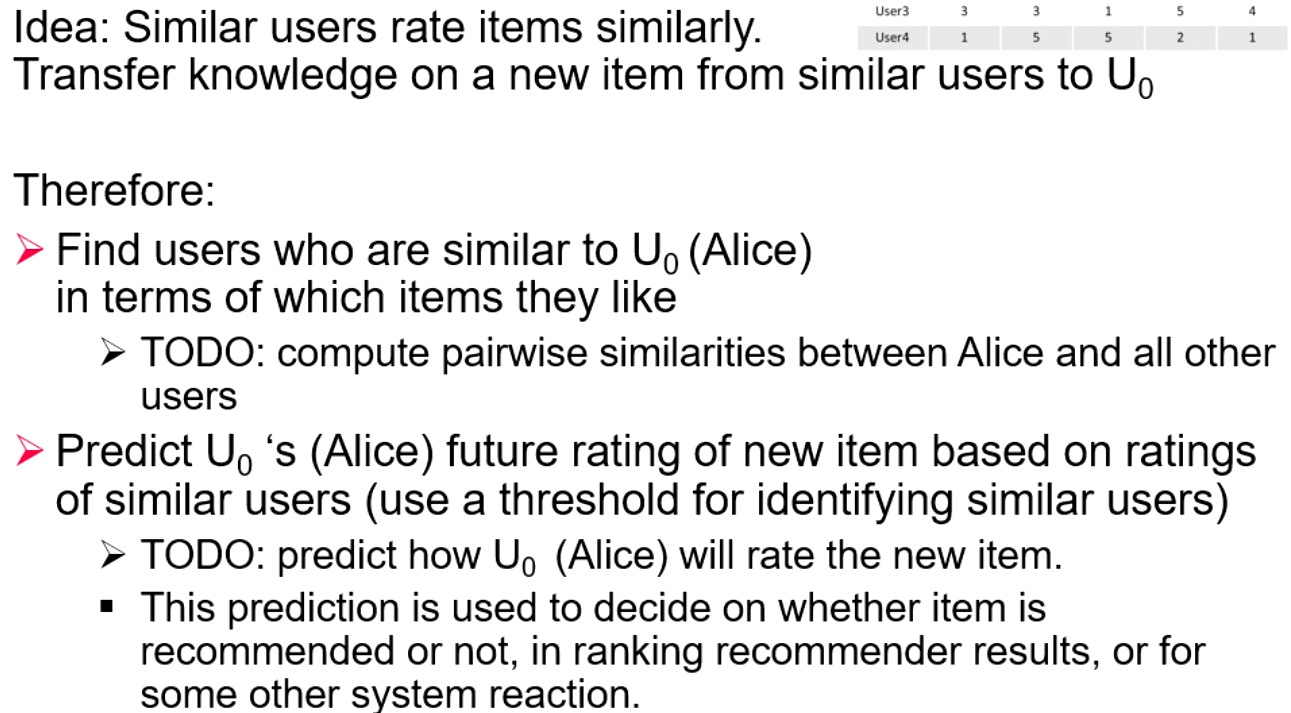 Idea: Similar users rate items similarly.
User3 3 3 1 5 4
User4 1 5 5 2 1
Transfer knowledge on a new item from similar users to U₀
Therefore:
➢ Find users who are similar to U₀ (Alice)
in terms of which items they like
➢ TODO: compute pairwise similarities between Alice and all other
users
➢ Predict U₀ ‘s (Alice) future rating of new item based on ratings
of similar users (use a threshold for identifying similar users)
➢ TODO: predict how U₀ (Alice) will rate the new item.
▪ This prediction is used to decide on whether item is
recommended or not, in ranking recommender results, or for
some other system reaction.